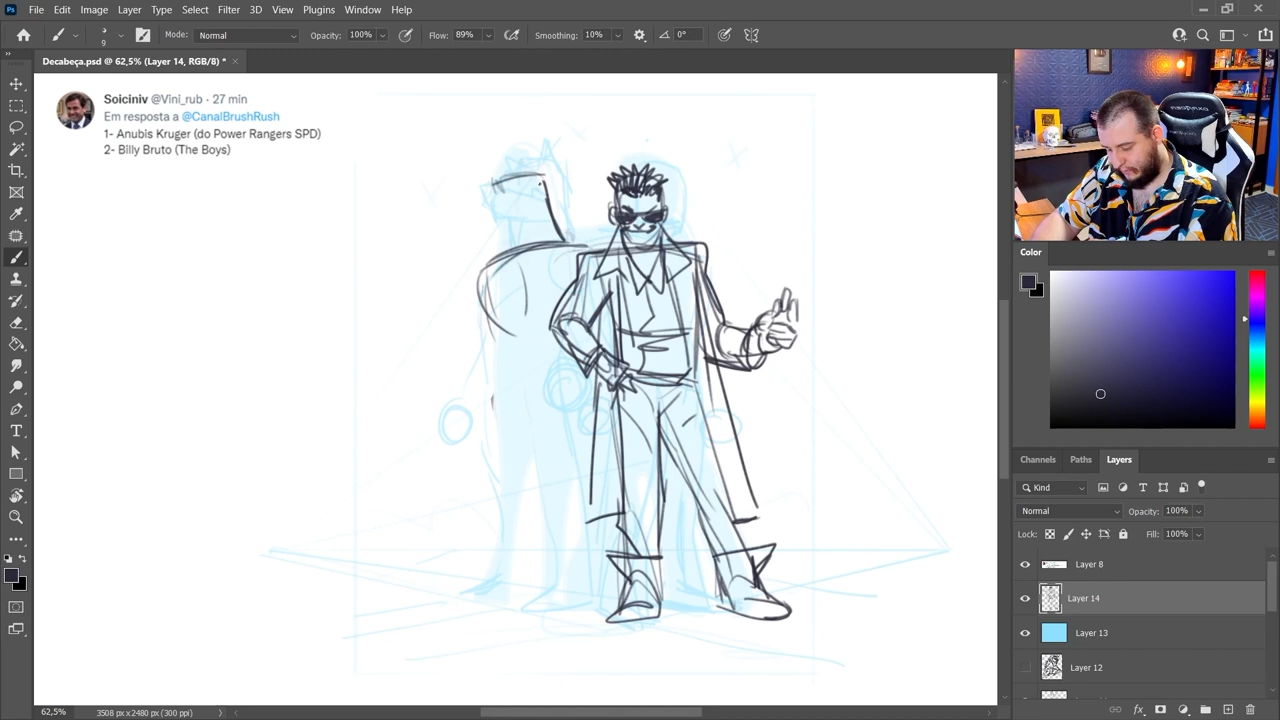 Ps File Edit Image Layer Type Select Filter 3D View Plugins Window Help
9 Mode: Normal Opacity: 100% Flow: 89% Smoothing: 10% 0°
Decabeça.psd @ 62,5% (Layer 14, RGB/8) *
Soiciniv @Vini_rub · 27 min
Em resposta a @CanalBrushRush
1- Anubis Kruger (do Power Rangers SPD)
2- Billy Bruto (The Boys)
Color
Channels Paths Layers
Kind
Normal Opacity: 100%
Lock: Fill: 100%
Layer 8
Layer 14
Layer 13
Layer 12
62,5% 3508 px x 2480 px (300 ppi)